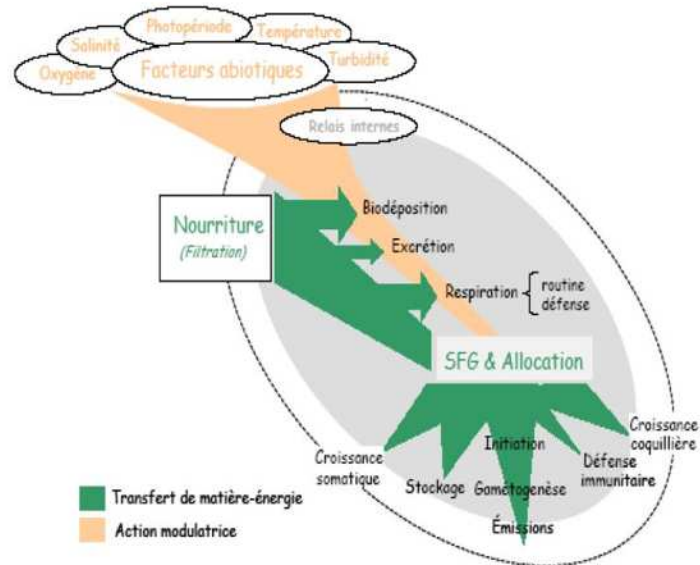 Photopériode
Température
Salinité
Turbidité
Oxygène
Facteurs abiotiques
Relais internes
Nourriture
(Filtration)
Biodéposition
Excrétion
Respiration
routine
défense
SFG & Allocation
Croissance
somatique
Stockage
Initiation
Gamétogenèse
Émissions
Défense
immunitaire
Croissance
coquillière
Transfert de matière-énergie
Action modulatrice